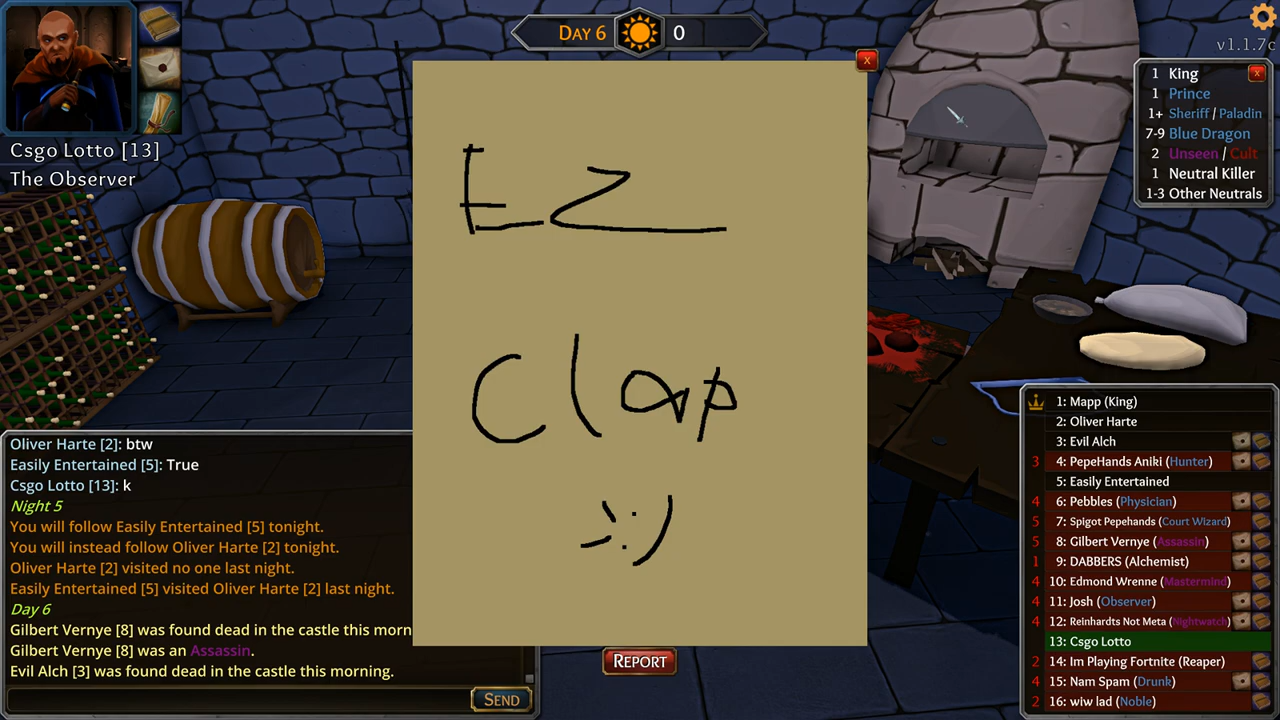 DAY 6 0
v1.1.7c
Csgo Lotto [13]
The Observer
x
EZ
Clap
:)
REPORT
1 King x
1 Prince
1+ Sheriff / Paladin
7-9 Blue Dragon
2 Unseen / Cult
1 Neutral Killer
1-3 Other Neutrals
Oliver Harte [2]: btw
Easily Entertained [5]: True
Csgo Lotto [13]: k
Night 5
You will follow Easily Entertained [5] tonight.
You will instead follow Oliver Harte [2] tonight.
Oliver Harte [2] visited no one last night.
Easily Entertained [5] visited Oliver Harte [2] last night.
Day 6
Gilbert Vernye [8] was found dead in the castle this morn
Gilbert Vernye [8] was an Assassin.
Evil Alch [3] was found dead in the castle this morning.
SEND
1: Mapp (King)
2: Oliver Harte
3: Evil Alch
3 4: PepeHands Aniki (Hunter)
5: Easily Entertained
4 6: Pebbles (Physician)
5 7: Spigot Pepehands (Court Wizard)
5 8: Gilbert Vernye (Assassin)
1 9: DABBERS (Alchemist)
4 10: Edmond Wrenne (Mastermind)
4 11: Josh (Observer)
4 12: Reinhardts Not Meta (Nightwatch)
13: Csgo Lotto
2 14: Im Playing Fortnite (Reaper)
4 15: Nam Spam (Drunk)
2 16: wiw lad (Noble)